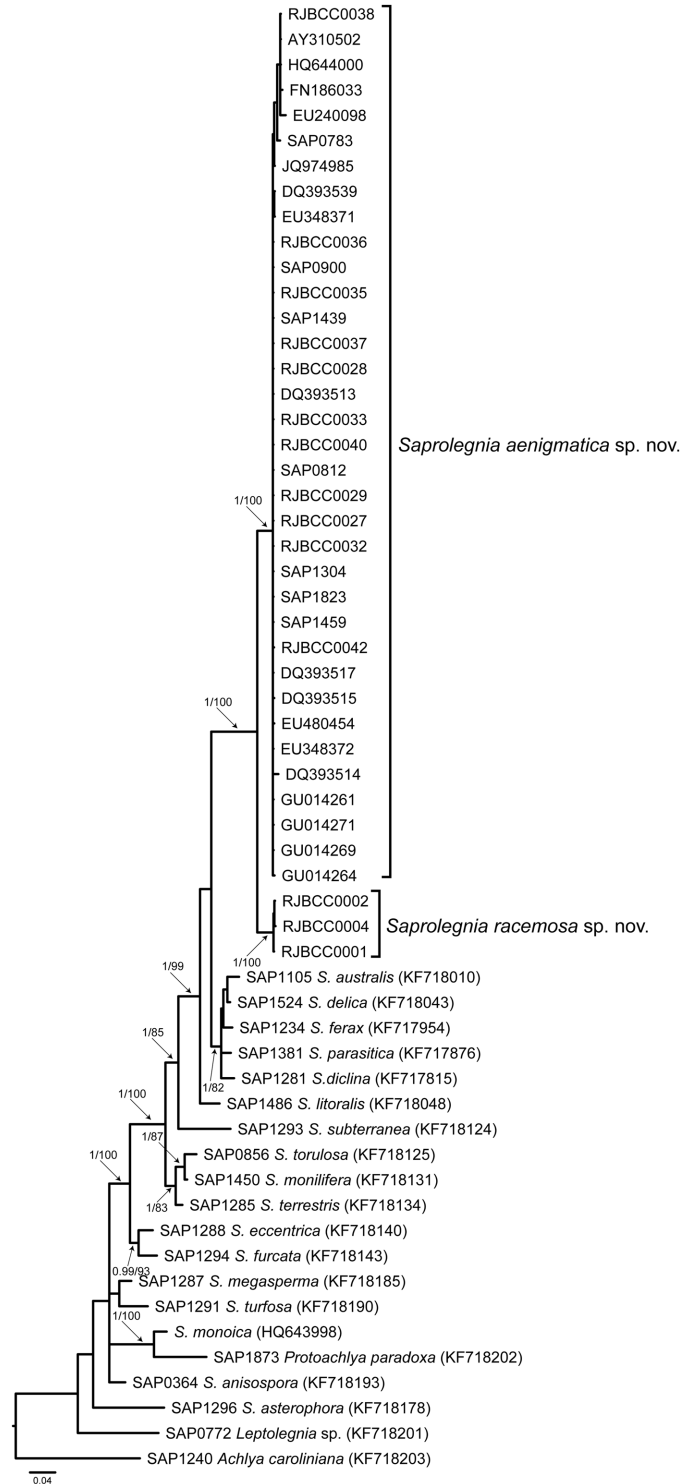 RJBCC0038
AY310502
HQ644000
FN186033
EU240098
SAP0783
JQ974985
DQ393539
EU348371
RJBCC0036
SAP0900
RJBCC0035
SAP1439
RJBCC0037
RJBCC0028
DQ393513
RJBCC0033
RJBCC0040
Saprolegnia aenigmatica sp. nov.
SAP0812
RJBCC0029
1/100
RJBCC0027
RJBCC0032
SAP1304
SAP1823
SAP1459
RJBCC0042
DQ393517
DQ393515
1/100
EU480454
EU348372
DQ393514
GU014261
GU014271
GU014269
GU014264
RJBCC0002
RJBCC0004
Saprolegnia racemosa sp. nov.
RJBCC0001
1/100
1/99
SAP1105 S. australis (KF718010)
SAP1524 S. delica (KF718043)
SAP1234 S. ferax (KF717954)
1/85
SAP1381 S. parasitica (KF717876)
SAP1281 S.diclina (KF717815)
1/82
1/100
SAP1486 S. litoralis (KF718048)
SAP1293 S. subterranea (KF718124)
1/87
SAP0856 S. torulosa (KF718125)
1/100
SAP1450 S. monilifera (KF718131)
SAP1285 S. terrestris (KF718134)
1/83
SAP1288 S. eccentrica (KF718140)
SAP1294 S. furcata (KF718143)
0.99/93
SAP1287 S. megasperma (KF718185)
SAP1291 S. turfosa (KF718190)
1/100
S. monoica (HQ643998)
SAP1873 Protoachlya paradoxa (KF718202)
SAP0364 S. anisospora (KF718193)
SAP1296 S. asterophora (KF718178)
SAP0772 Leptolegnia sp. (KF718201)
SAP1240 Achlya caroliniana (KF718203)
0.04